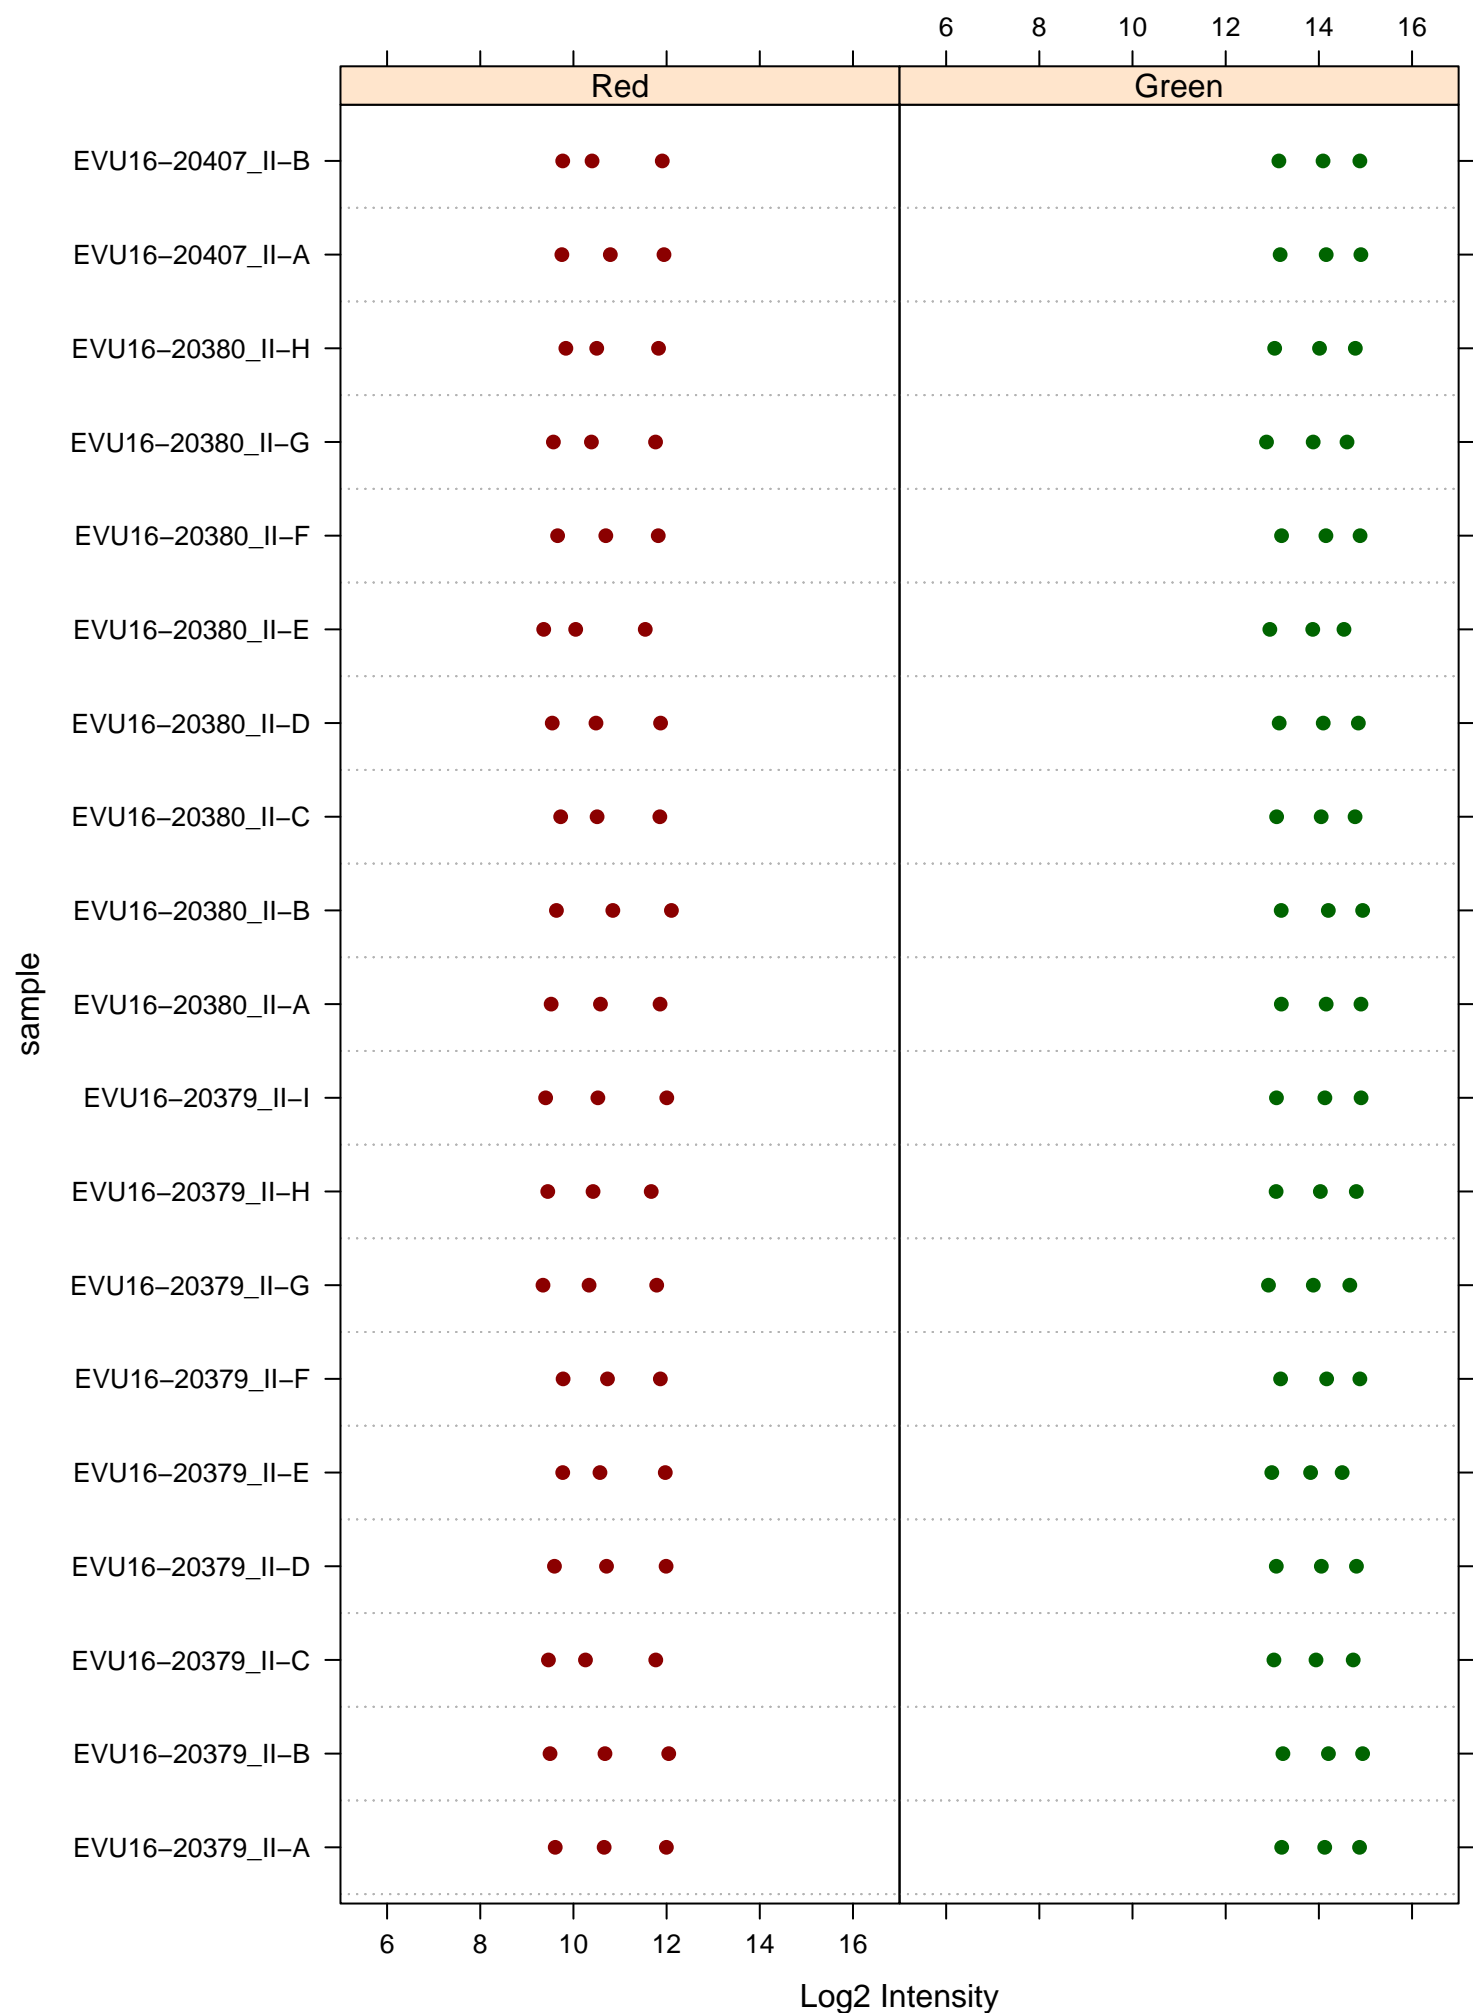 6 8 10 12 14 16
Red Green
EVU16−20407_II−B
EVU16−20407_II−A
EVU16−20380_II−H
EVU16−20380_II−G
EVU16−20380_II−F
EVU16−20380_II−E
EVU16−20380_II−D
EVU16−20380_II−C
EVU16−20380_II−B
EVU16−20380_II−A
EVU16−20379_II−I
EVU16−20379_II−H
EVU16−20379_II−G
EVU16−20379_II−F
EVU16−20379_II−E
EVU16−20379_II−D
EVU16−20379_II−C
EVU16−20379_II−B
EVU16−20379_II−A
sample
6 8 10 12 14 16
Log2 Intensity